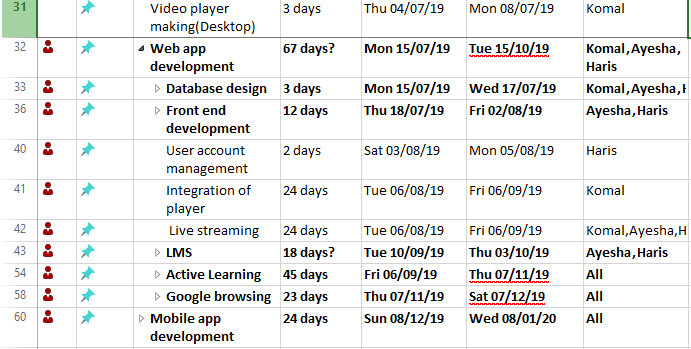 31 Video player 3 days Thu 04/07/19 Mon 08/07/19 Komal
making(Desktop)
32 Web app 67 days? Mon 15/07/19 Tue 15/10/19 Komal,Ayesha,
development Haris
33 Database design 3 days Mon 15/07/19 Wed 17/07/19 Komal,Ayesha,H
36 Front end 12 days Thu 18/07/19 Fri 02/08/19 Ayesha,Haris
development
40 User account 2 days Sat 03/08/19 Mon 05/08/19 Haris
management
41 Integration of 24 days Tue 06/08/19 Fri 06/09/19 Komal
player
42 Live streaming 24 days Tue 06/08/19 Fri 06/09/19 Komal,Ayesha,H
43 LMS 18 days? Tue 10/09/19 Thu 03/10/19 Ayesha,Haris
54 Active Learning 45 days Fri 06/09/19 Thu 07/11/19 All
58 Google browsing 23 days Thu 07/11/19 Sat 07/12/19 All
60 Mobile app 24 days Sun 08/12/19 Wed 08/01/20 All
development